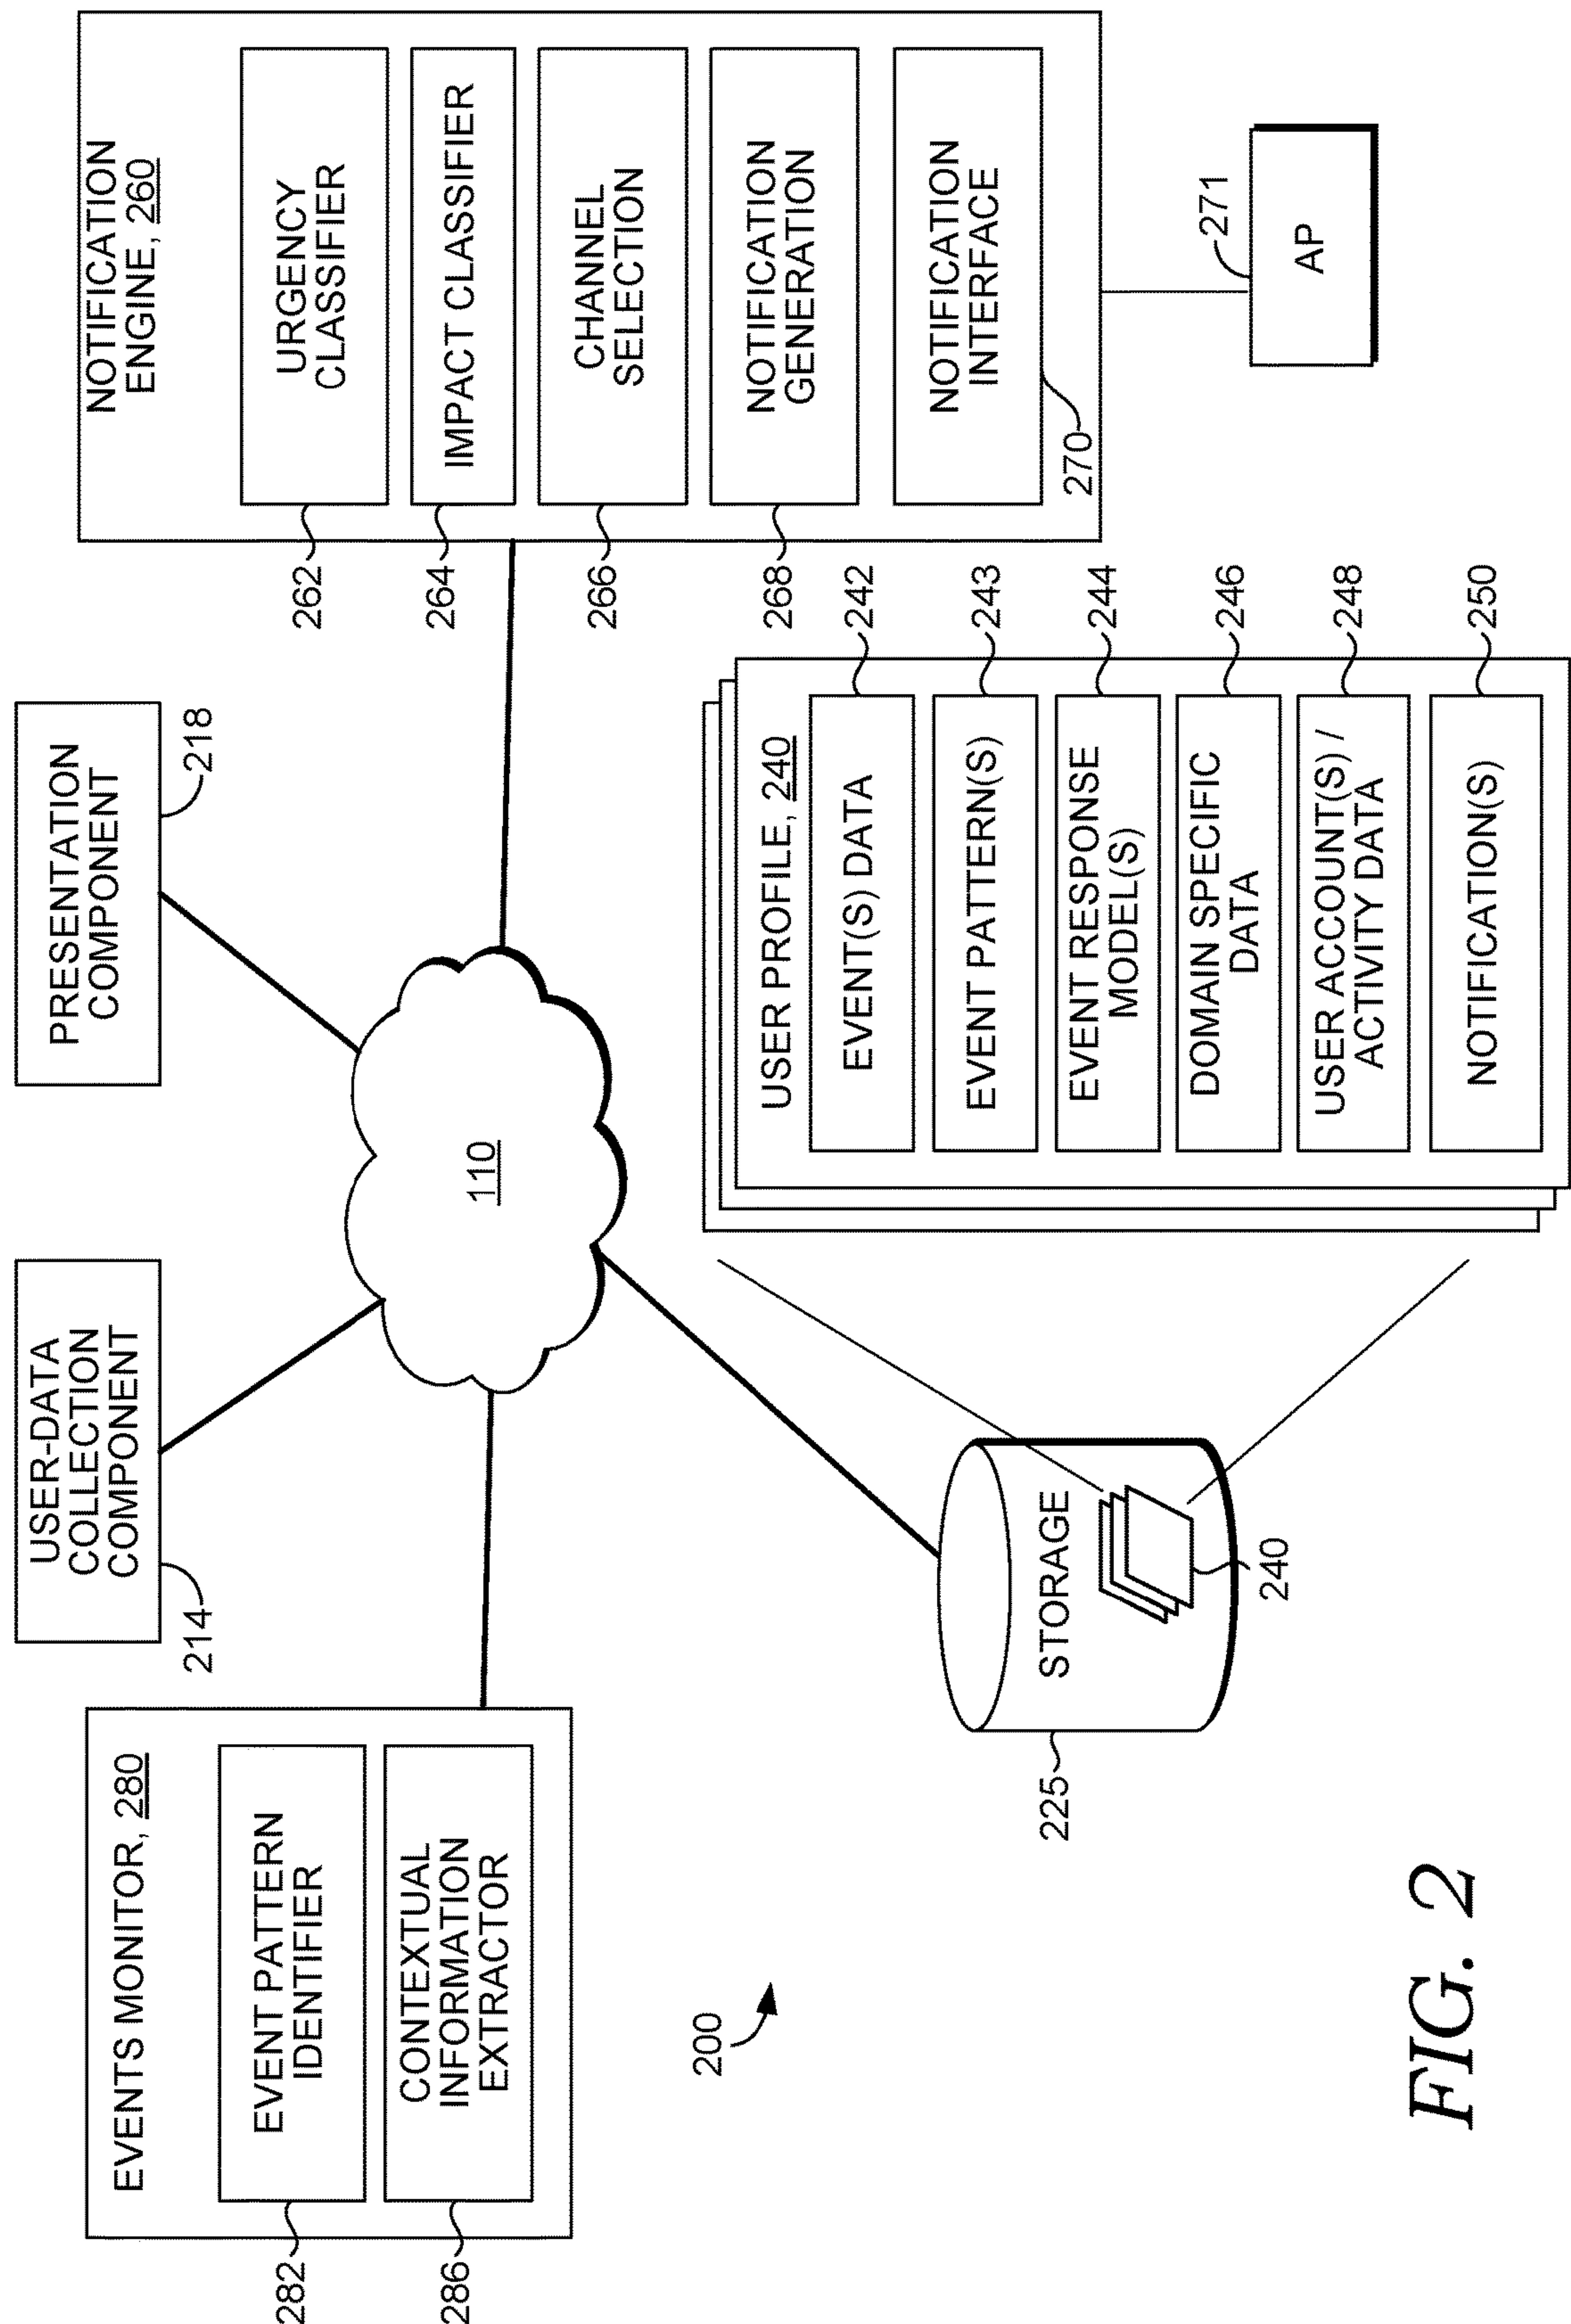 USER-DATA
COLLECTION
COMPONENT
214
PRESENTATION
COMPONENT
218
EVENTS MONITOR, 280
EVENT PATTERN
IDENTIFIER
282
CONTEXTUAL
INFORMATION
EXTRACTOR
286
110
NOTIFICATION
ENGINE, 260
URGENCY
CLASSIFIER
262
IMPACT CLASSIFIER
264
CHANNEL
SELECTION
266
NOTIFICATION
GENERATION
268
NOTIFICATION
INTERFACE
270
271
AP
200
STORAGE
225
240
USER PROFILE, 240
EVENT(S) DATA
242
EVENT PATTERN(S)
243
EVENT RESPONSE
MODEL(S)
244
DOMAIN SPECIFIC
DATA
246
USER ACCOUNT(S) /
ACTIVITY DATA
248
NOTIFICATION(S)
250
FIG. 2